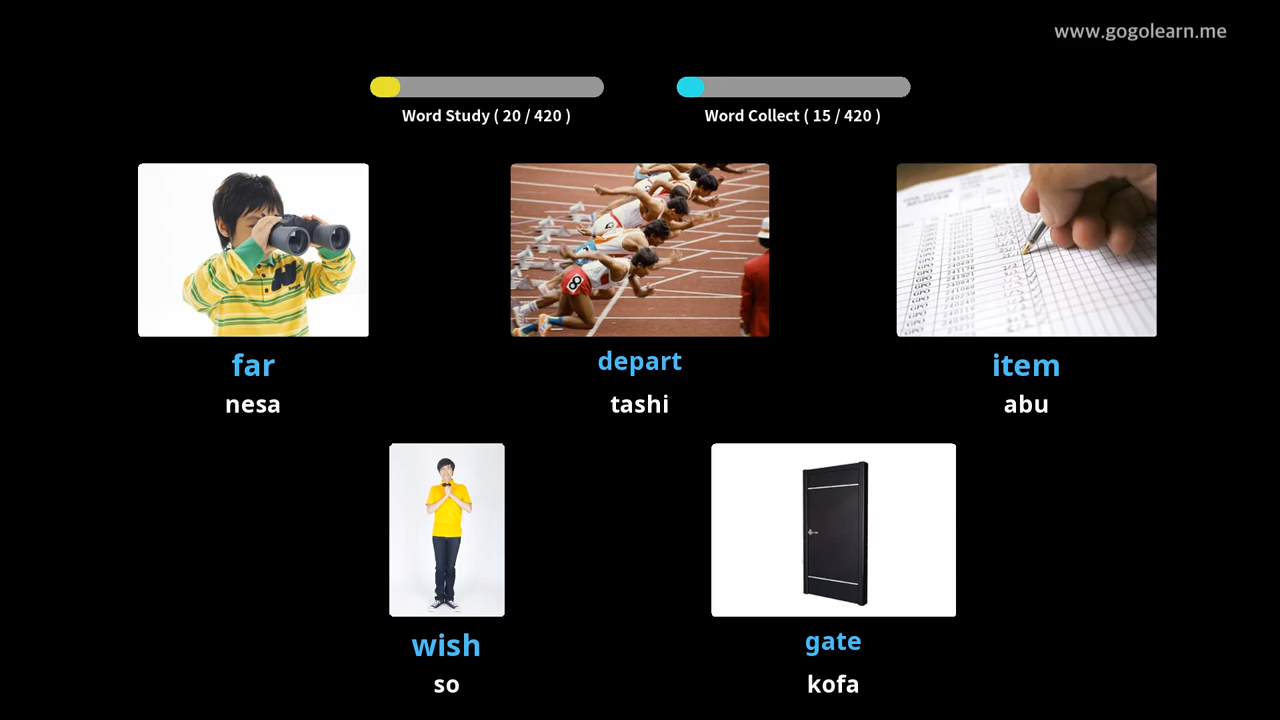 www.gogolearn.me
Word Study ( 20 / 420 )
Word Collect ( 15 / 420 )
far
nesa
depart
tashi
item
abu
wish
so
gate
kofa